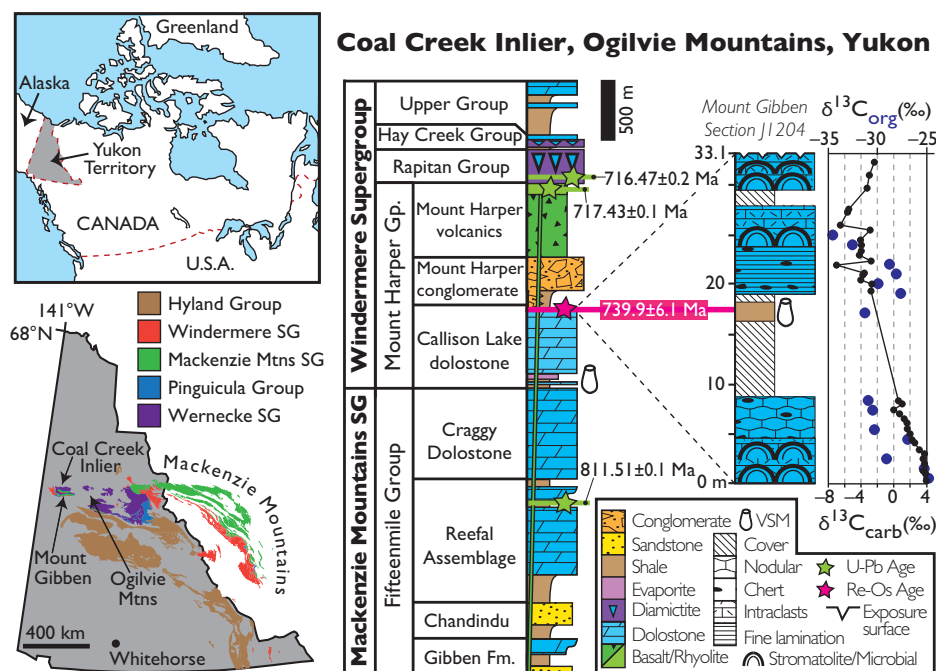 Greenland
Alaska
Yukon
Territory
CANADA
U.S.A.
141°W
68°N
Hyland Group
Windermere SG
Mackenzie Mtns SG
Pinguicula Group
Wernecke SG
Coal Creek
Inlier
Mackenzie Mountains
Mount
Gibben
Ogilvie
Mtns
400 km
Whitehorse
Coal Creek Inlier, Ogilvie Mountains, Yukon
Windermere Supergroup
Mackenzie Mountains SG
Mount Harper Gp.
Fifteenmile Group
Upper Group
Hay Creek Group
Rapitan Group
Mount Harper
volcanics
Mount Harper
conglomerate
Callison Lake
dolostone
Craggy
Dolostone
Reefal
Assemblage
Chandindu
Gibben Fm.
500 m
716.47±0.2 Ma
717.43±0.1 Ma
739.9±6.1 Ma
811.51±0.1 Ma
Mount Gibben
Section J1204
33.1
20
10
0 m
δ13Corg(‰)
-35 -30 -25
-8 -4 0 4
δ13Ccarb(‰)
Conglomerate
Sandstone
Shale
Evaporite
Diamictite
Dolostone
Basalt/Rhyolite
VSM
Cover
Nodular
Chert
Intraclasts
Fine lamination
Stromatolite/Microbial
U-Pb Age
Re-Os Age
Exposure
surface